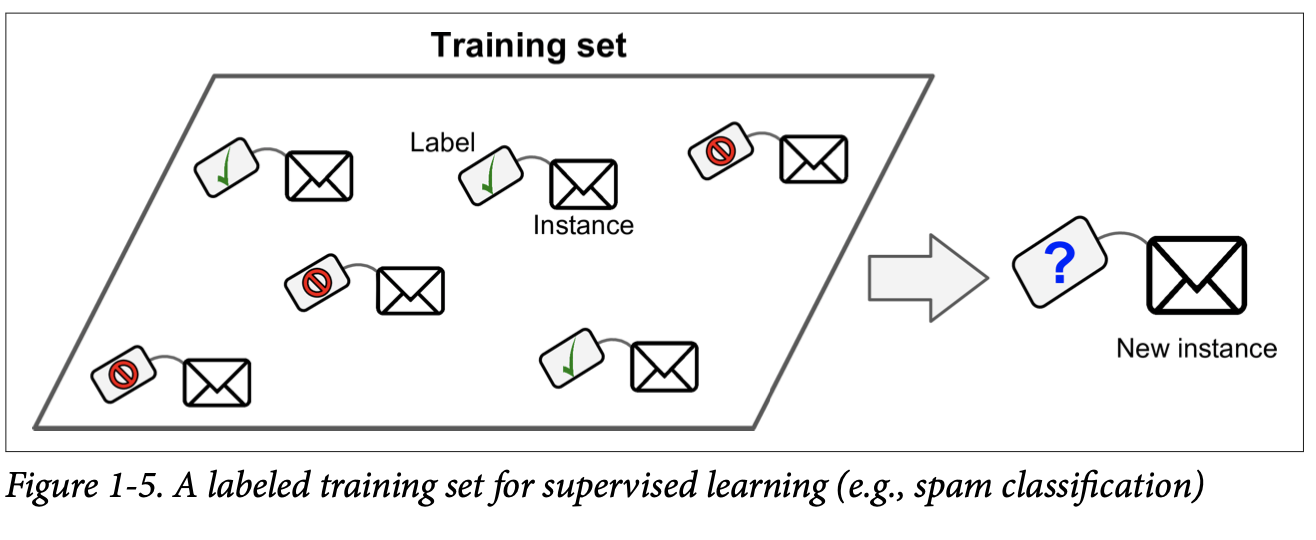 Training set
Label
Instance
?
New instance
Figure 1-5. A labeled training set for supervised learning (e.g., spam classification)